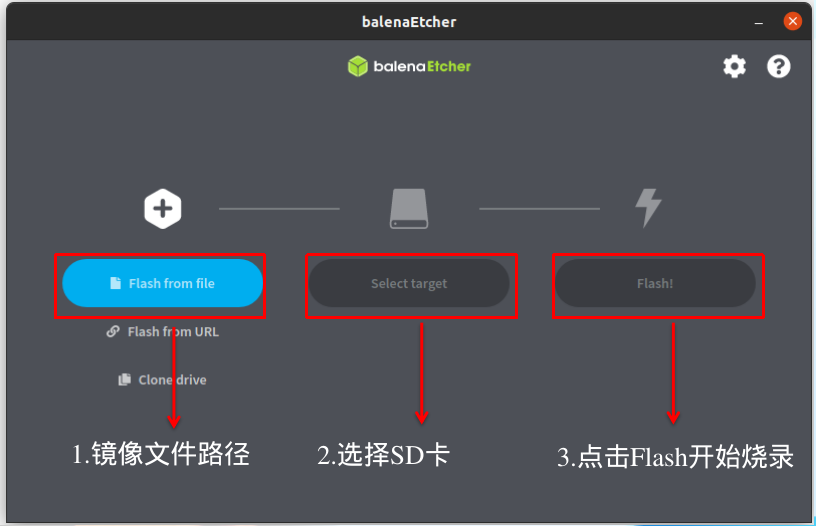 balenaEtcher
balenaEtcher
Flash from file
Select target
Flash!
Flash from URL
Clone drive
1.镜像文件路径
2.选择SD卡
3.点击Flash开始烧录